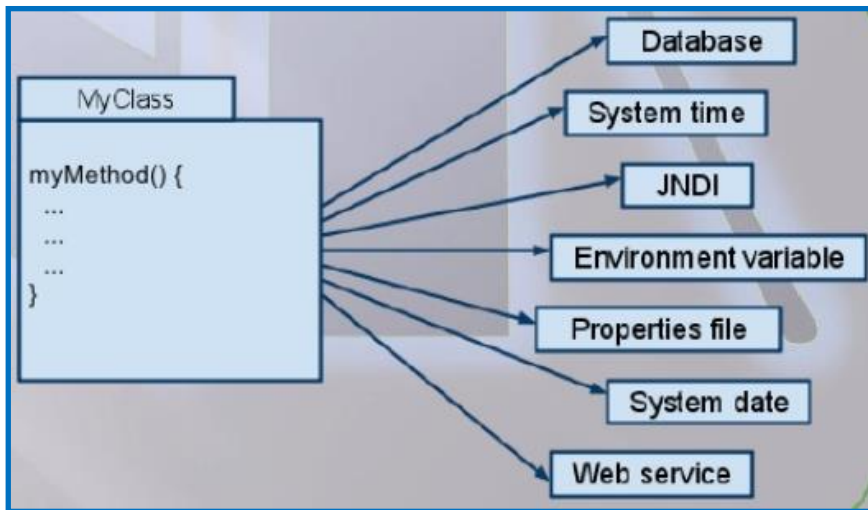 MyClass
myMethod() {
...
...
...
}
Database
System time
JNDI
Environment variable
Properties file
System date
Web service